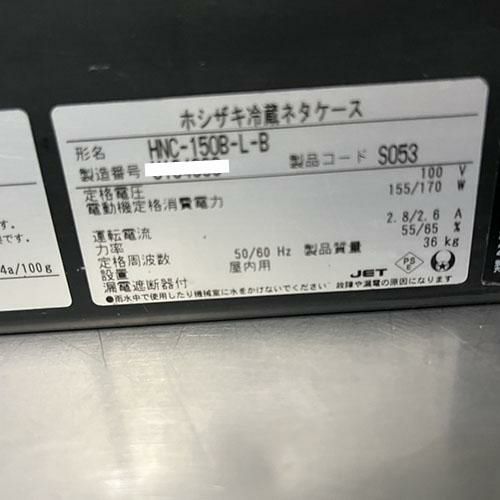 ホシザキ冷蔵ネタケース
形名 HNC-150B-L-B
製造番号 製品コード S053
定格電圧 100 V
電動機定格消費電力 155/170 W
運転電流 2.8/2.6 A
力率 55/65 %
定格周波数 50/60 Hz 製品質量 36 kg
設置 屋内用
漏電遮断器付 JET PSE
●雨水中で使用したり機械室に水をかけないでください 故障や漏電の原因になります
す。
です。
4a/100g